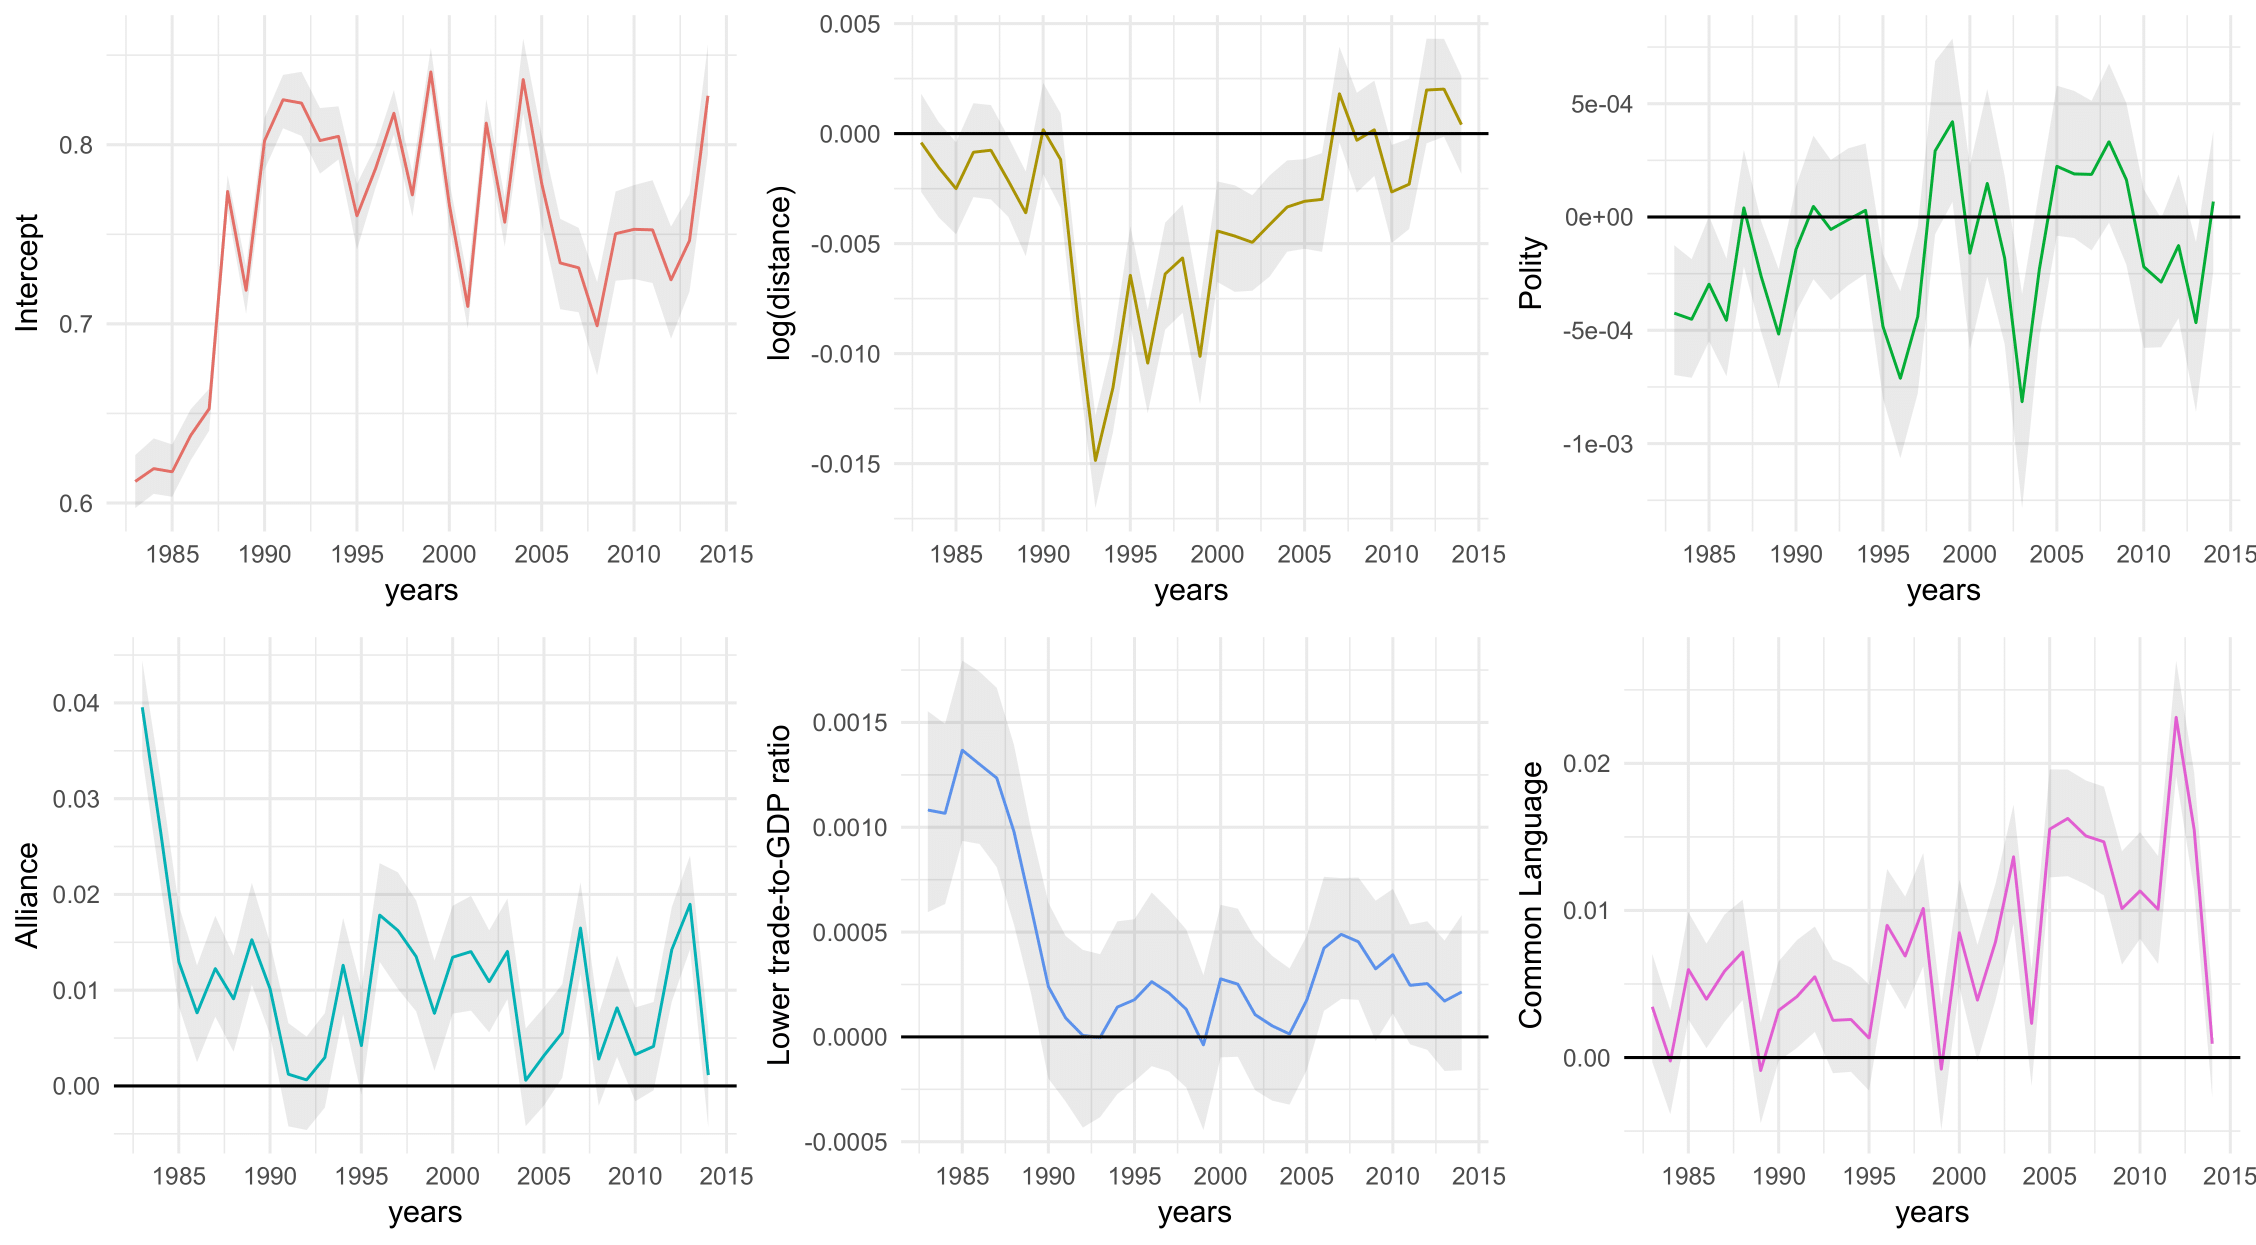 Intercept
0.8
0.7
0.6
1985 1990 1995 2000 2005 2010 2015
years
log(distance)
0.005
0.000
-0.005
-0.010
-0.015
1985 1990 1995 2000 2005 2010 2015
years
Polity
5e-04
0e+00
-5e-04
-1e-03
1985 1990 1995 2000 2005 2010 2015
years
Alliance
0.04
0.03
0.02
0.01
0.00
1985 1990 1995 2000 2005 2010 2015
years
Lower trade-to-GDP ratio
0.0015
0.0010
0.0005
0.0000
-0.0005
1985 1990 1995 2000 2005 2010 2015
years
Common Language
0.02
0.01
0.00
1985 1990 1995 2000 2005 2010 2015
years